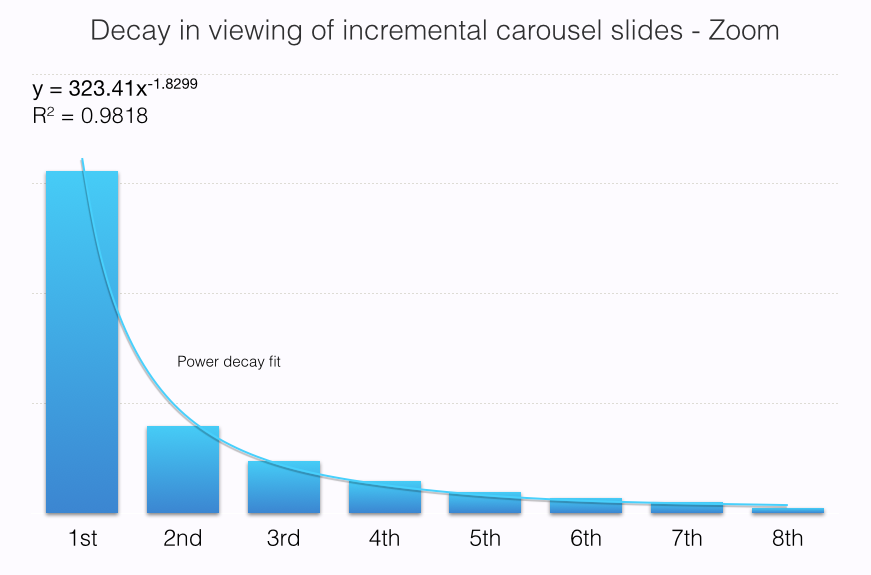 Decay in viewing of incremental carousel slides - Zoom
y = 323.41x⁻¹·⁸²⁹⁹
R² = 0.9818
Power decay fit
1st 2nd 3rd 4th 5th 6th 7th 8th